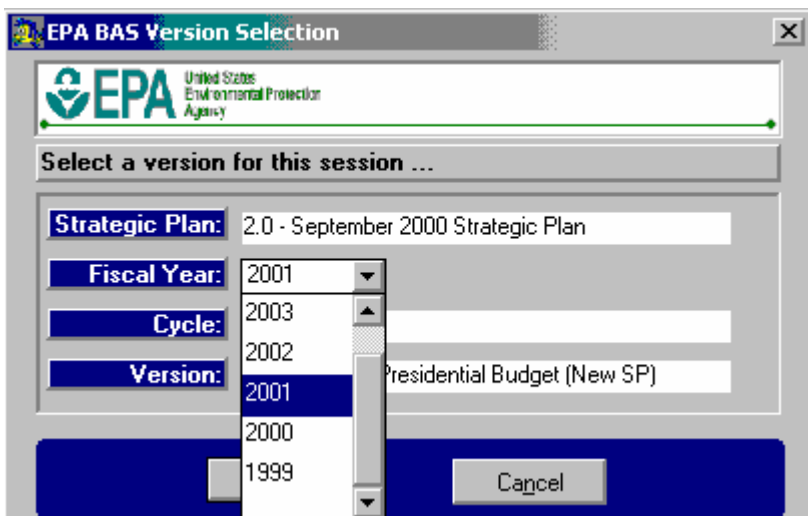 EPA BAS Version Selection
EPA
United States
Environmental Protection
Agency
Select a version for this session ...
Strategic Plan: 2.0 - September 2000 Strategic Plan
Fiscal Year: 2001
2003
Cycle:
2002
Version: Presidential Budget (New SP)
2001
2000
1999
Cancel